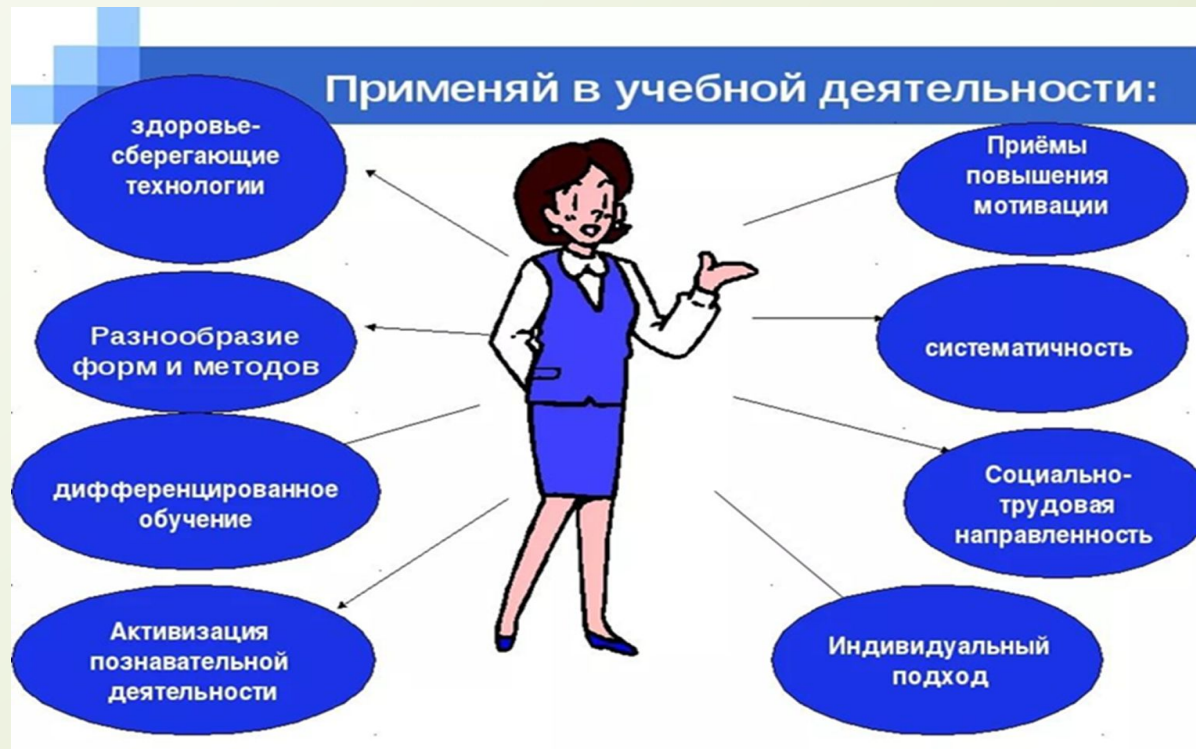 Применяй в учебной деятельности:
здоровье-
сберегающие
технологии
Разнообразие
форм и методов
дифференцированное
обучение
Активизация
познавательной
деятельности
Приёмы
повышения
мотивации
систематичность
Социально-
трудовая
направленность
Индивидуальный
подход